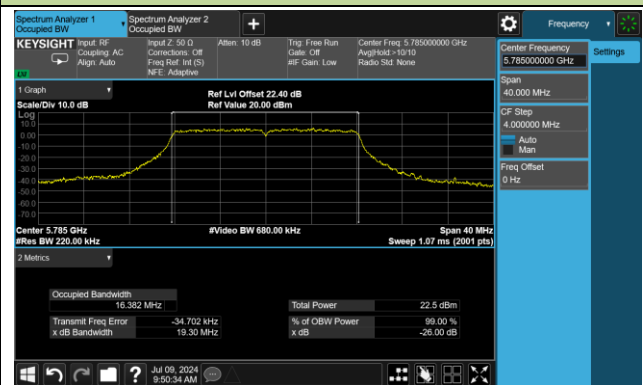 Spectrum Analyzer 1
Occupied BW
Spectrum Analyzer 2
Occupied BW
+
Frequency
KEYSIGHT
Input: RF
Coupling: AC
Align: Auto
Input Z: 50 Ω
Corrections: Off
Freq Ref: Int (S)
NFE: Adaptive
Atten: 10 dB
Trig: Free Run
Gate: Off
#IF Gain: Low
Center Freq: 5.785000000 GHz
Avg|Hold:>10/10
Radio Std: None
Center Frequency
5.785000000 GHz
Settings
Span
40.000 MHz
CF Step
4.000000 MHz
Auto
Man
Freq Offset
0 Hz
1 Graph
Scale/Div 10.0 dB
Ref Lvl Offset 22.40 dB
Ref Value 20.00 dBm
Log
10.0
0.00
-10.0
-20.0
-30.0
-40.0
-50.0
-60.0
-70.0
Center 5.785 GHz
#Video BW 680.00 kHz
Span 40 MHz
#Res BW 220.00 kHz
Sweep 1.07 ms (2001 pts)
2 Metrics
Occupied Bandwidth
16.382 MHz
Total Power 22.5 dBm
Transmit Freq Error -34.702 kHz
% of OBW Power 99.00 %
x dB Bandwidth 19.30 MHz
x dB -26.00 dB
?
Jul 09, 2024
9:50:34 AM